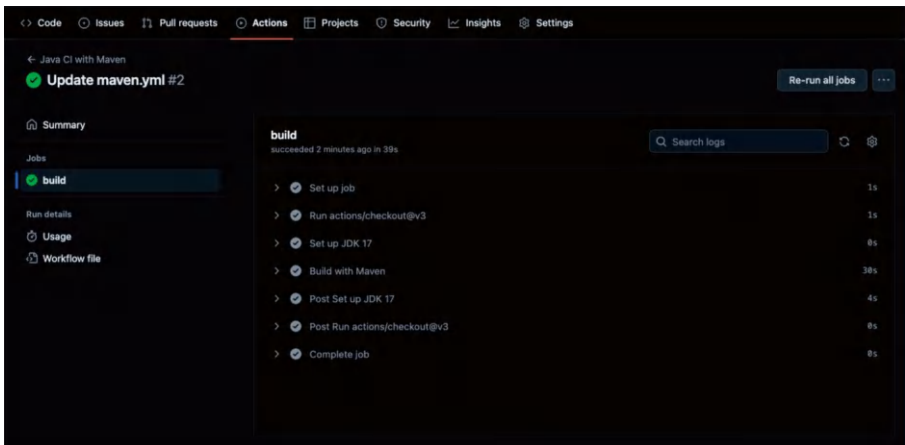 Code Issues Pull requests Actions Projects Security Insights Settings
← Java CI with Maven
Update maven.yml #2
Re-run all jobs ...
Summary
Jobs
build
Run details
Usage
Workflow file
build
succeeded 2 minutes ago in 39s
Search logs
Set up job 1s
Run actions/checkout@v3 1s
Set up JDK 17 0s
Build with Maven 30s
Post Set up JDK 17 4s
Post Run actions/checkout@v3 0s
Complete job 0s